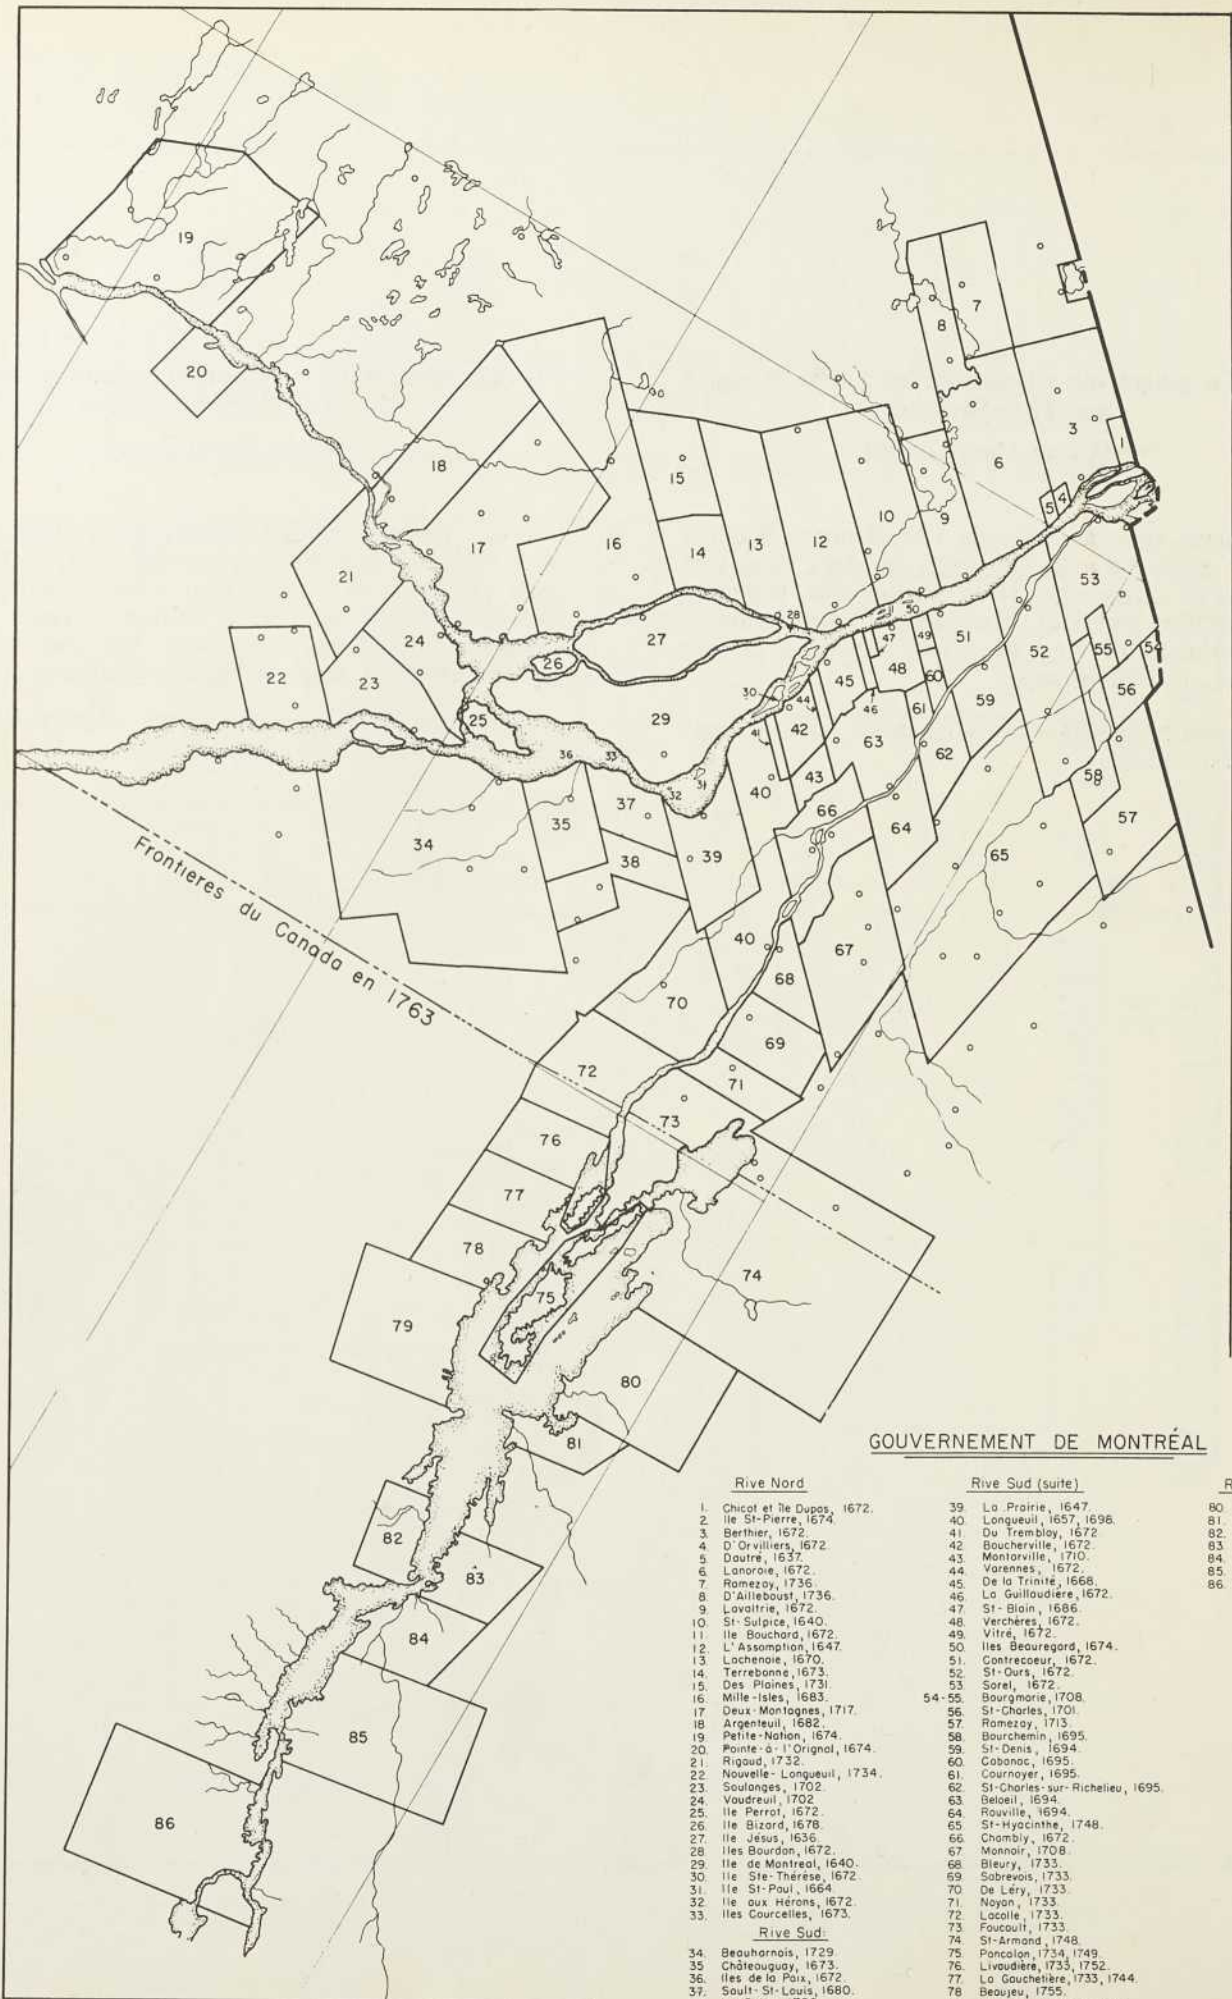 Frontieres du Canada en 1763
GOUVERNEMENT DE MONTRÉAL
Rive Nord
1. Chicot et île Dupas, 1672.
2. Ile St-Pierre, 1674.
3. Berthier, 1672.
4. D'Orvilliers, 1672.
5. Dautré, 1637.
6. Lanoraie, 1672.
7. Ramezay, 1736.
8. D'Ailleboust, 1736.
9. Lavaltrie, 1672.
10. St-Sulpice, 1640.
11. Ile Bouchard, 1672.
12. L'Assomption, 1647.
13. Lachenaie, 1670.
14. Terrebonne, 1673.
15. Des Plaines, 1731.
16. Mille-Isles, 1683.
17. Deux-Montagnes, 1717.
18. Argenteuil, 1682.
19. Petite-Nation, 1674.
20. Pointe-à-l'Orignal, 1674.
21. Rigaud, 1732.
22. Nouvelle-Longueuil, 1734.
23. Soulanges, 1702.
24. Vaudreuil, 1702
25. Ile Perrot, 1672.
26. Ile Bizard, 1678.
27. Ile Jésus, 1636.
28. Iles Bourdon, 1672.
29. Ile de Montreal, 1640.
30. Ile Ste-Thérèse, 1672.
31. Ile St-Paul, 1664.
32. Ile aux Hérons, 1672.
33. Iles Courcelles, 1673.
Rive Sud:
34. Beauharnois, 1729.
35. Châteauguay, 1673.
36. Iles de la Paix, 1672.
37. Sault-St-Louis, 1680.
Rive Sud (suite)
39. La Prairie, 1647.
40. Longueuil, 1657, 1698.
41. Du Tremblay, 1672
42. Boucherville, 1672.
43. Montarville, 1710.
44. Varennes, 1672.
45. De la Trinité, 1668.
46. La Guillaudière, 1672.
47. St-Blain, 1686.
48. Verchères, 1672.
49. Vitré, 1672.
50. Iles Beauregard, 1674.
51. Contrecoeur, 1672.
52. St-Ours, 1672.
53. Sorel, 1672.
54-55. Bourgmarie, 1708.
56. St-Charles, 1701.
57. Ramezay, 1713.
58. Bourchemin, 1695.
59. St-Denis, 1694.
60. Cabanac, 1695.
61. Cournoyer, 1695.
62. St-Charles-sur-Richelieu, 1695.
63. Beloeil, 1694.
64. Rouville, 1694.
65. St-Hyacinthe, 1748.
66. Chambly, 1672.
67. Monnoir, 1708.
68. Bleury, 1733.
69. Sabrevois, 1733.
70. De Léry, 1733.
71. Noyan, 1733.
72. Lacolle, 1733.
73. Foucault, 1733.
74. St-Armand, 1748.
75. Pancalon, 1734, 1749.
76. Livaudière, 1733, 1752.
77. La Gauchetière, 1733, 1744.
78. Beaujeu, 1755.
80.
81.
82.
83.
84.
85.
86.